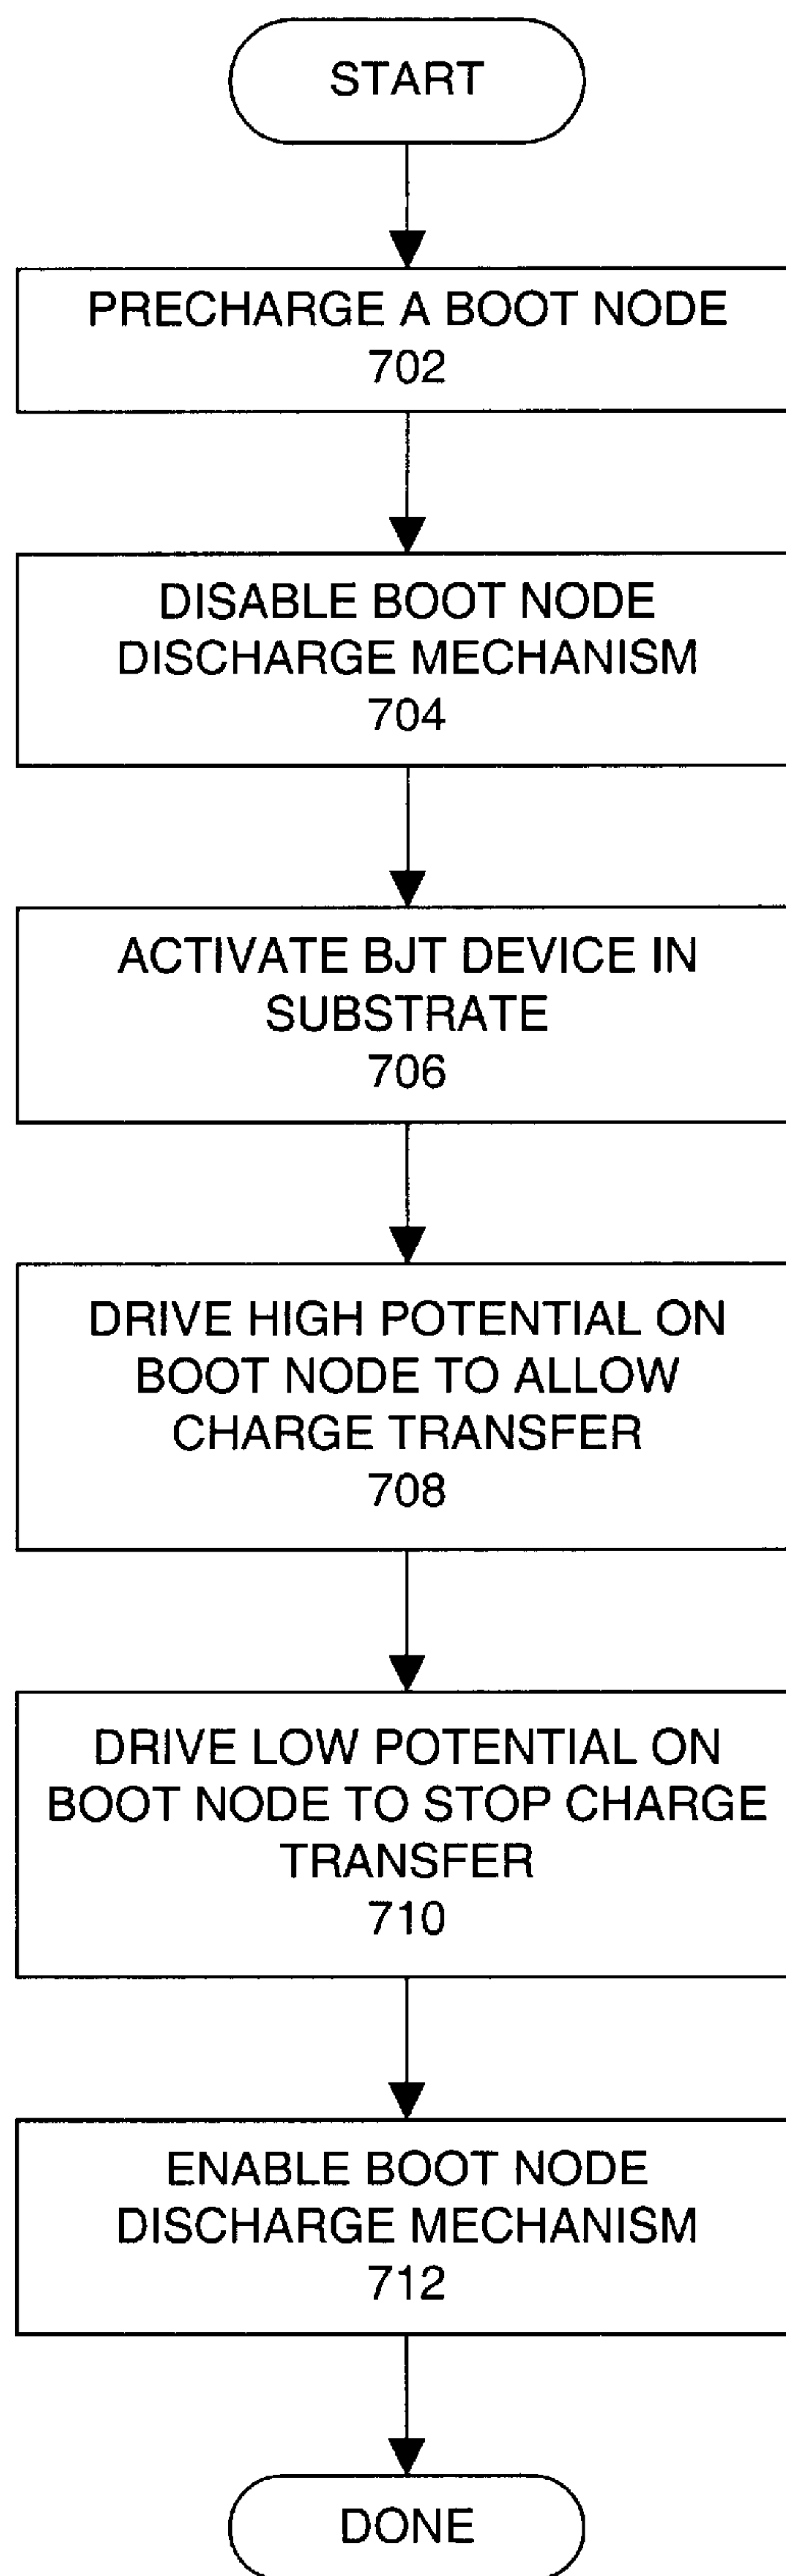 START
PRECHARGE A BOOT NODE
702
DISABLE BOOT NODE
DISCHARGE MECHANISM
704
ACTIVATE BJT DEVICE IN
SUBSTRATE
706
DRIVE HIGH POTENTIAL ON
BOOT NODE TO ALLOW
CHARGE TRANSFER
708
DRIVE LOW POTENTIAL ON
BOOT NODE TO STOP CHARGE
TRANSFER
710
ENABLE BOOT NODE
DISCHARGE MECHANISM
712
DONE